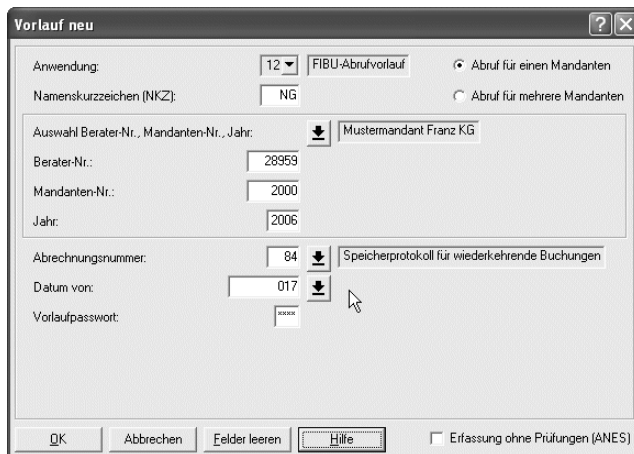 Vorlauf neu
Anwendung: 12 FIBU-Abrufvorlauf Abruf für einen Mandanten
Namenskurzzeichen (NKZ): NG Abruf für mehrere Mandanten
Auswahl Berater-Nr., Mandanten-Nr., Jahr: Mustermandant Franz KG
Berater-Nr.: 28959
Mandanten-Nr.: 2000
Jahr: 2006
Abrechnungsnummer: 84 Speicherprotokoll für wiederkehrende Buchungen
Datum von: 017
Vorlaufpasswort: ××××
OK Abbrechen Felder leeren Hilfe Erfassung ohne Prüfungen (ANES)